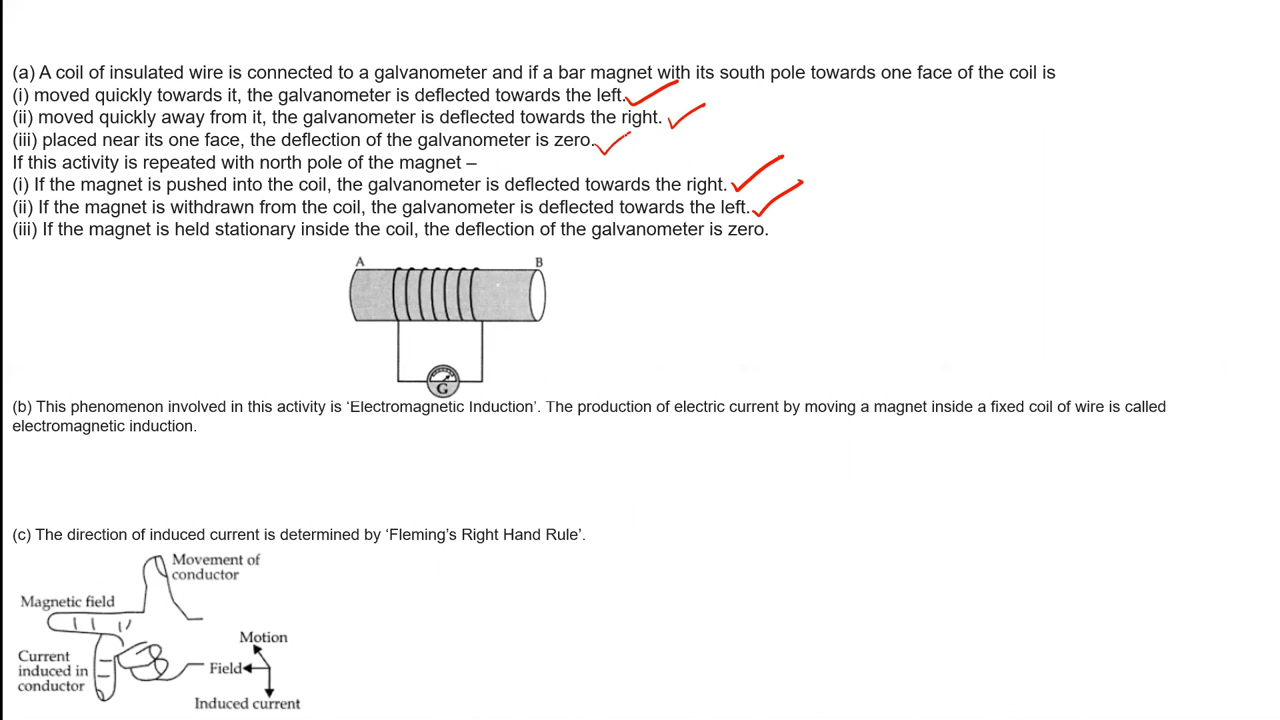 (a) A coil of insulated wire is connected to a galvanometer and if a bar magnet with its south pole towards one face of the coil is
(i) moved quickly towards it, the galvanometer is deflected towards the left.
(ii) moved quickly away from it, the galvanometer is deflected towards the right.
(iii) placed near its one face, the deflection of the galvanometer is zero.
If this activity is repeated with north pole of the magnet –
(i) If the magnet is pushed into the coil, the galvanometer is deflected towards the right.
(ii) If the magnet is withdrawn from the coil, the galvanometer is deflected towards the left.
(iii) If the magnet is held stationary inside the coil, the deflection of the galvanometer is zero.
A B
G
(b) This phenomenon involved in this activity is ‘Electromagnetic Induction’. The production of electric current by moving a magnet inside a fixed coil of wire is called
electromagnetic induction.
(c) The direction of induced current is determined by ‘Fleming’s Right Hand Rule’.
Movement of
conductor
Magnetic field
Motion
Current
induced in
conductor
Field
Induced current